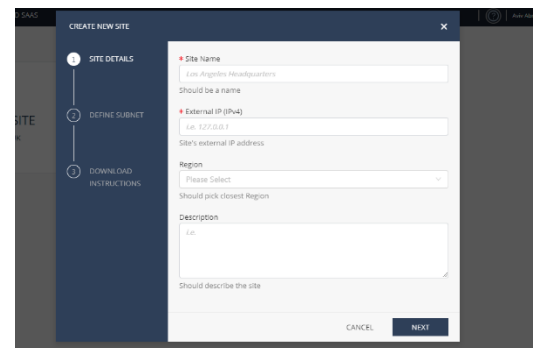 D SAAS
CREATE NEW SITE
×
1 SITE DETAILS
2 DEFINE SUBNET
3 DOWNLOAD
INSTRUCTIONS
* Site Name
Los Angeles Headquarters
Should be a name
* External IP (IPv4)
i.e. 127.0.0.1
Site's external IP address
Region
Please Select
Should pick closest Region
Description
i.e.
Should describe the site
CANCEL
NEXT
SITE
?